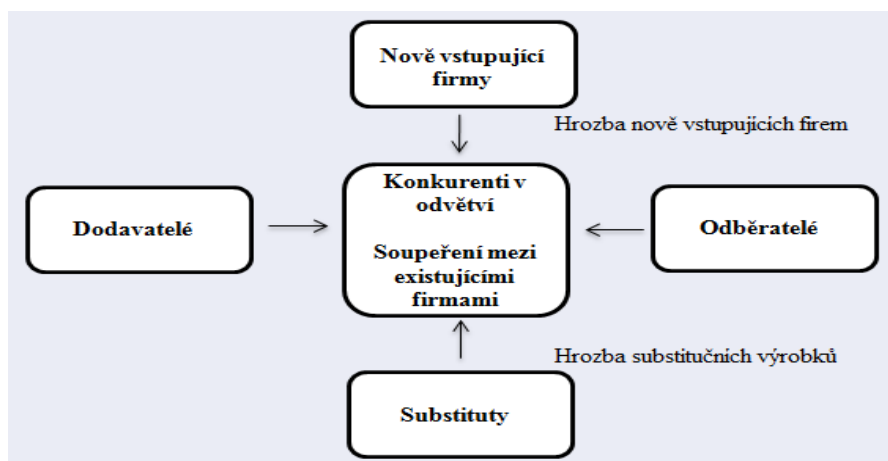 Nově vstupující
firmy
Hrozba nově vstupujících firem
Konkurenti v
odvětví
Dodavatelé
Odběratelé
Soupeření mezi
existujícími
firmami
Hrozba substitučních výrobků
Substituty